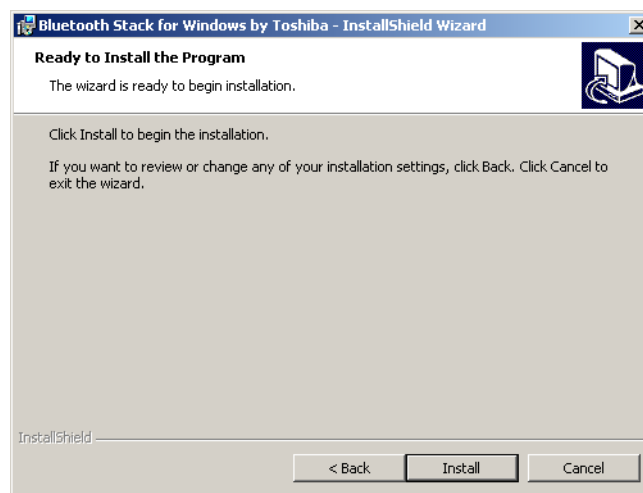 Bluetooth Stack for Windows by Toshiba - InstallShield Wizard
Ready to Install the Program
The wizard is ready to begin installation.
Click Install to begin the installation.
If you want to review or change any of your installation settings, click Back. Click Cancel to
exit the wizard.
InstallShield
< Back
Install
Cancel